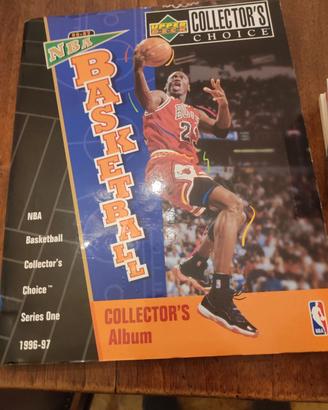 UPPER
DECK
COLLECTOR'S
CHOICE
96-97
NBA
BASKETBALL
BULLS
23
NBA
Basketball
Collector's
Choice™
Series One
1996-97
COLLECTOR'S
Album
NBA